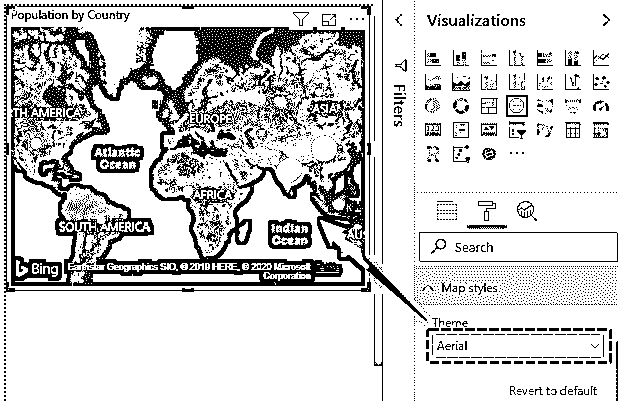 Population by Country
TH AMERICA
EUROPE
ASIA
Atlantic
Ocean
AFRICA
SOUTH AMERICA
Indian
Ocean
Bing
Earthstar Geographics SIO, © 2019 HERE, © 2020 Microsoft
Corporation
Filters
Visualizations
Search
Map styles
Theme
Aerial
Revert to default